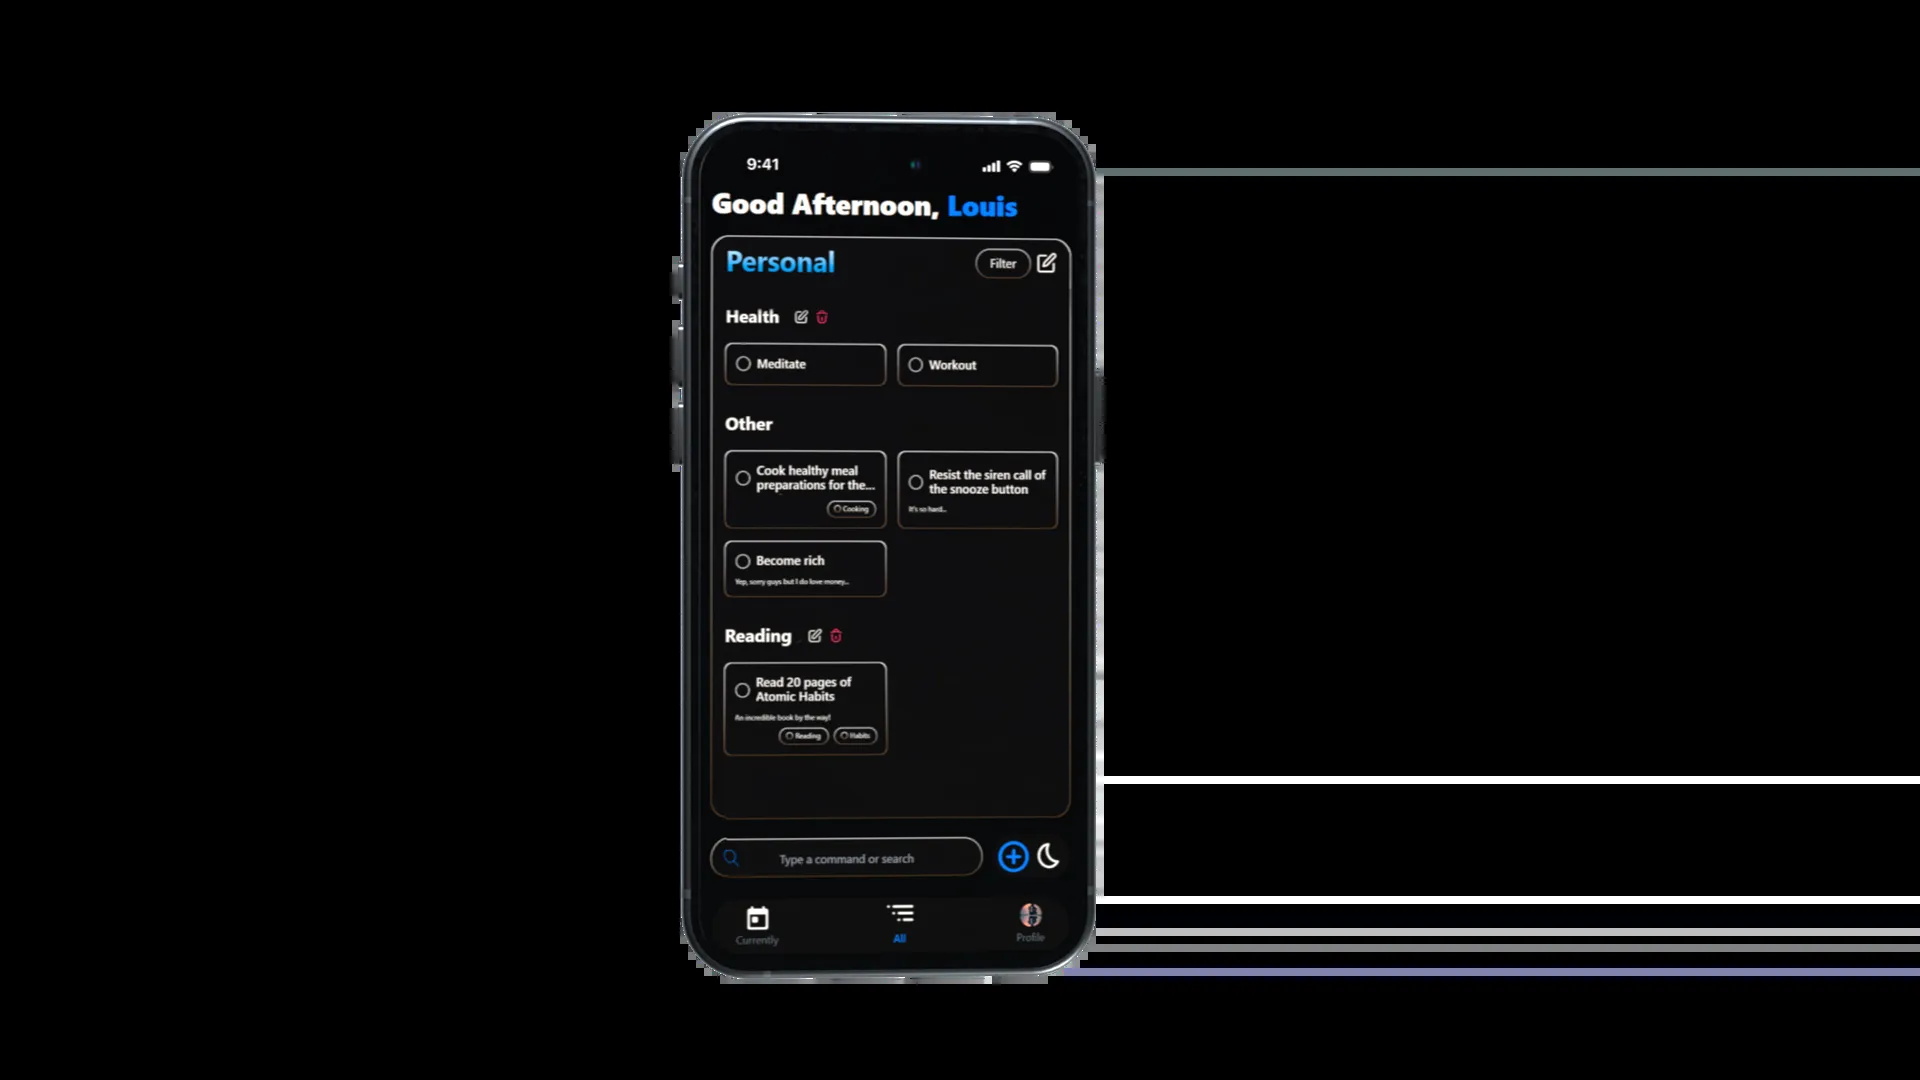 9:41
Good Afternoon, Louis
Personal
Filter
Health
Meditate
Workout
Other
Cook healthy meal
preparations for the...
Cooking
Resist the siren call of
the snooze button
It's so hard...
Become rich
Yep, sorry guys but I do love money...
Reading
Read 20 pages of
Atomic Habits
An incredible book by the way!
Reading
Habits
Type a command or search
Currently
All
Profile